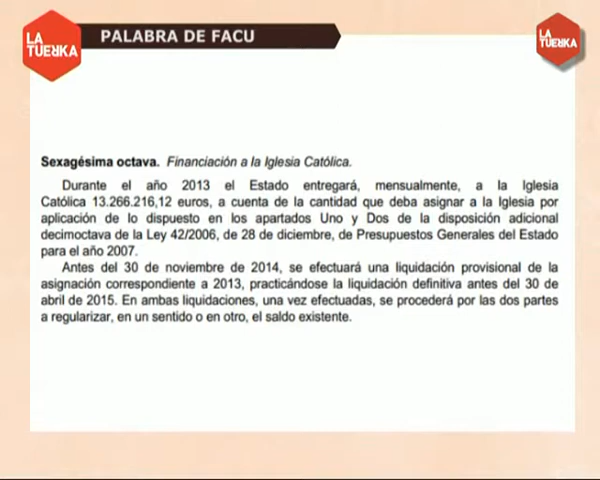 LA TUERKA
PALABRA DE FACU
LA TUERKA
Sexagésima octava. Financiación a la Iglesia Católica.
Durante el año 2013 el Estado entregará, mensualmente, a la Iglesia
Católica 13.266.216,12 euros, a cuenta de la cantidad que deba asignar a la Iglesia por
aplicación de lo dispuesto en los apartados Uno y Dos de la disposición adicional
decimoctava de la Ley 42/2006, de 28 de diciembre, de Presupuestos Generales del Estado
para el año 2007.
Antes del 30 de noviembre de 2014, se efectuará una liquidación provisional de la
asignación correspondiente a 2013, practicándose la liquidación definitiva antes del 30 de
abril de 2015. En ambas liquidaciones, una vez efectuadas, se procederá por las dos partes
a regularizar, en un sentido o en otro, el saldo existente.